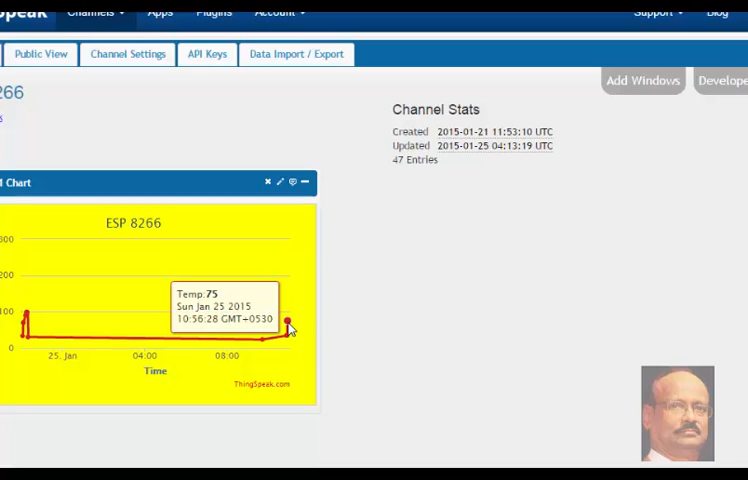 Speak Channels Apps Plugins Account Support Blog
Public View Channel Settings API Keys Data Import / Export
Add Windows Develope
266
s
Channel Stats
Created 2015-01-21 11:53:10 UTC
Updated 2015-01-25 04:13:19 UTC
47 Entries
Chart
ESP 8266
300
200
100
0
Temp:75
Sun Jan 25 2015
10:56:28 GMT+0530
25. Jan 04:00 08:00
Time
ThingSpeak.com